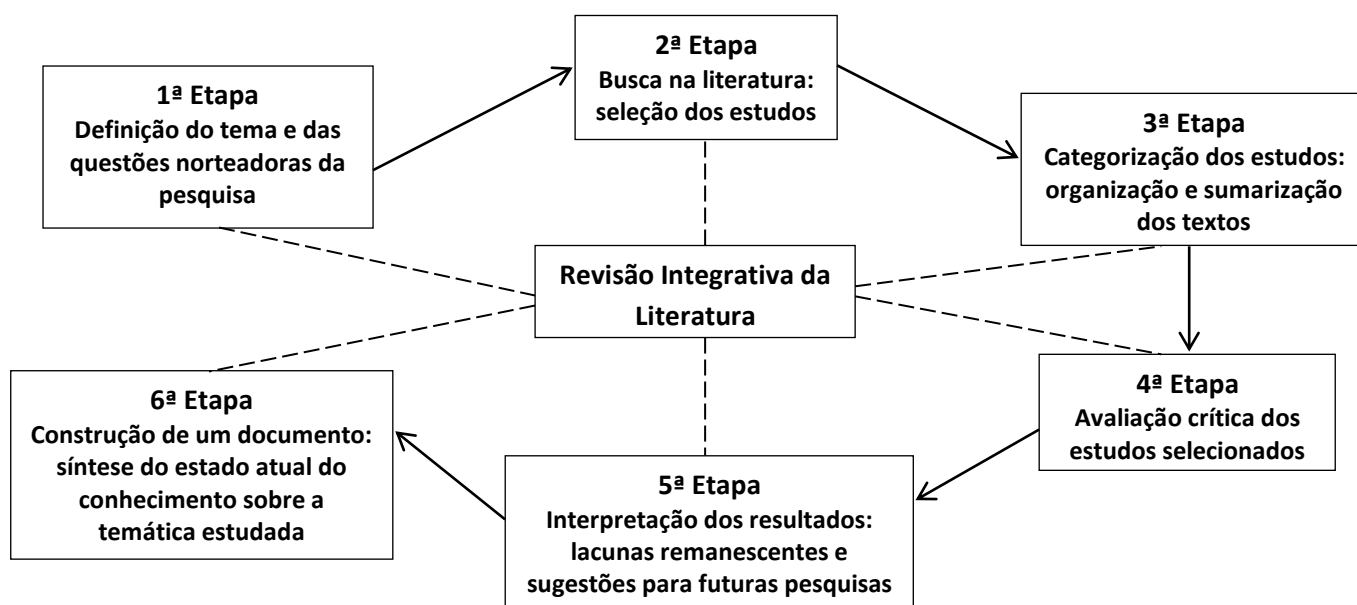 1ª Etapa
Definição do tema e das
questões norteadoras da
pesquisa
2ª Etapa
Busca na literatura:
seleção dos estudos
3ª Etapa
Categorização dos estudos:
organização e sumarização
dos textos
Revisão Integrativa da
Literatura
4ª Etapa
Avaliação crítica dos
estudos selecionados
5ª Etapa
Interpretação dos resultados:
lacunas remanescentes e
sugestões para futuras pesquisas
6ª Etapa
Construção de um documento:
síntese do estado atual do
conhecimento sobre a
temática estudada